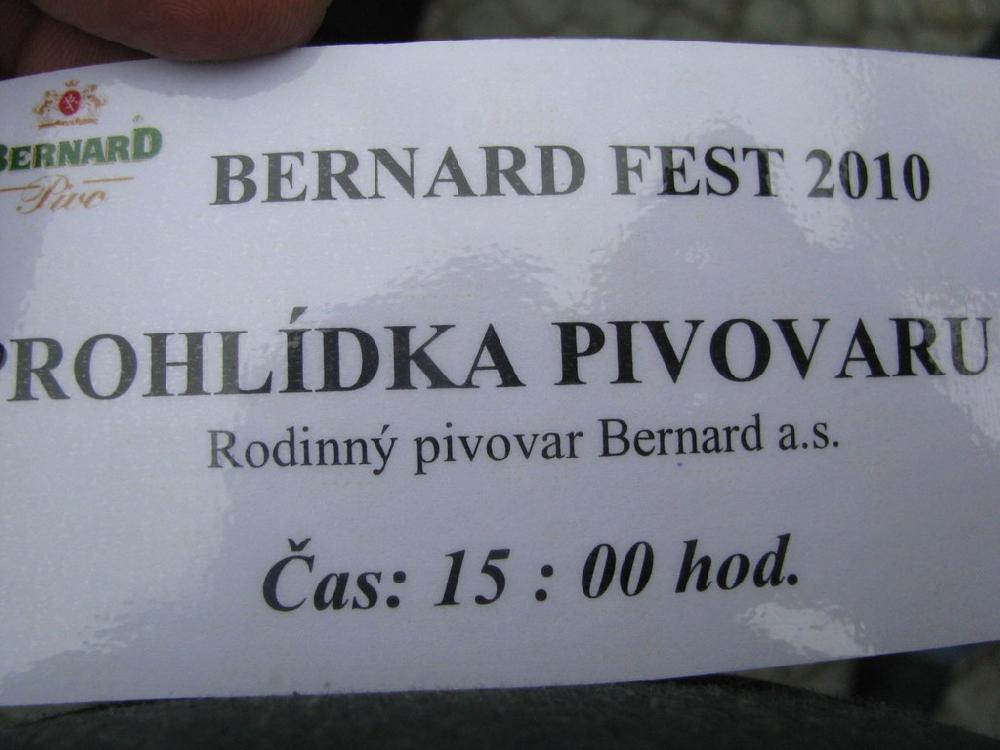 BERNARD
Pivo
BERNARD FEST 2010
PROHLÍDKA PIVOVARU
Rodinný pivovar Bernard a.s.
Čas: 15 : 00 hod.